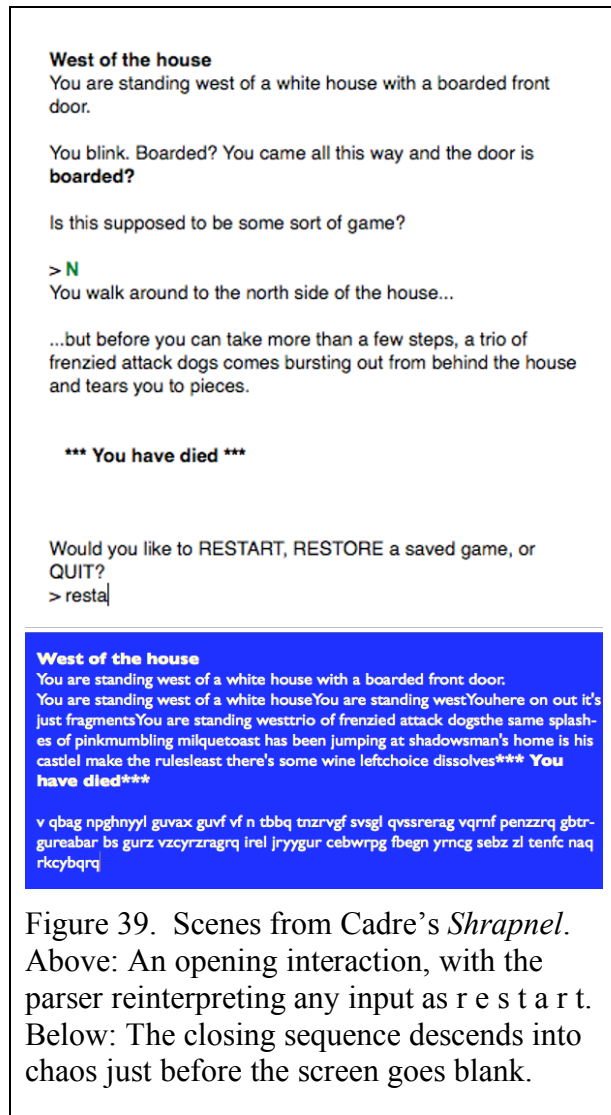 West of the house
You are standing west of a white house with a boarded front
door.
You blink. Boarded? You came all this way and the door is
boarded?
Is this supposed to be some sort of game?
> N
You walk around to the north side of the house...
...but before you can take more than a few steps, a trio of
frenzied attack dogs comes bursting out from behind the house
and tears you to pieces.
*** You have died ***
Would you like to RESTART, RESTORE a saved game, or
QUIT?
> resta
West of the house
You are standing west of a white house with a boarded front door.
You are standing west of a white houseYou are standing westYouhere on out it's
just fragmentsYou are standing westtrio of frenzied attack dogsthe same splash-
es of pinkmumbling milquetoast has been jumping at shadowsman's home is his
castleI make the rulesleast there's some wine leftchoice dissolves*** You
have died***
v qbag npghnyyl guvax guvf vf n tbbq tnzrvgf svsgl qvssrerag vqrnf penzzrq gbtr-
gureabar bs gurz vzcyrzragrq irel jryygur cebwrpg fbegn yrncg sebz zl tenfc naq
rkcybqrq
Figure 39. Scenes from Cadre's Shrapnel.
Above: An opening interaction, with the
parser reinterpreting any input as r e s t a r t.
Below: The closing sequence descends into
chaos just before the screen goes blank.